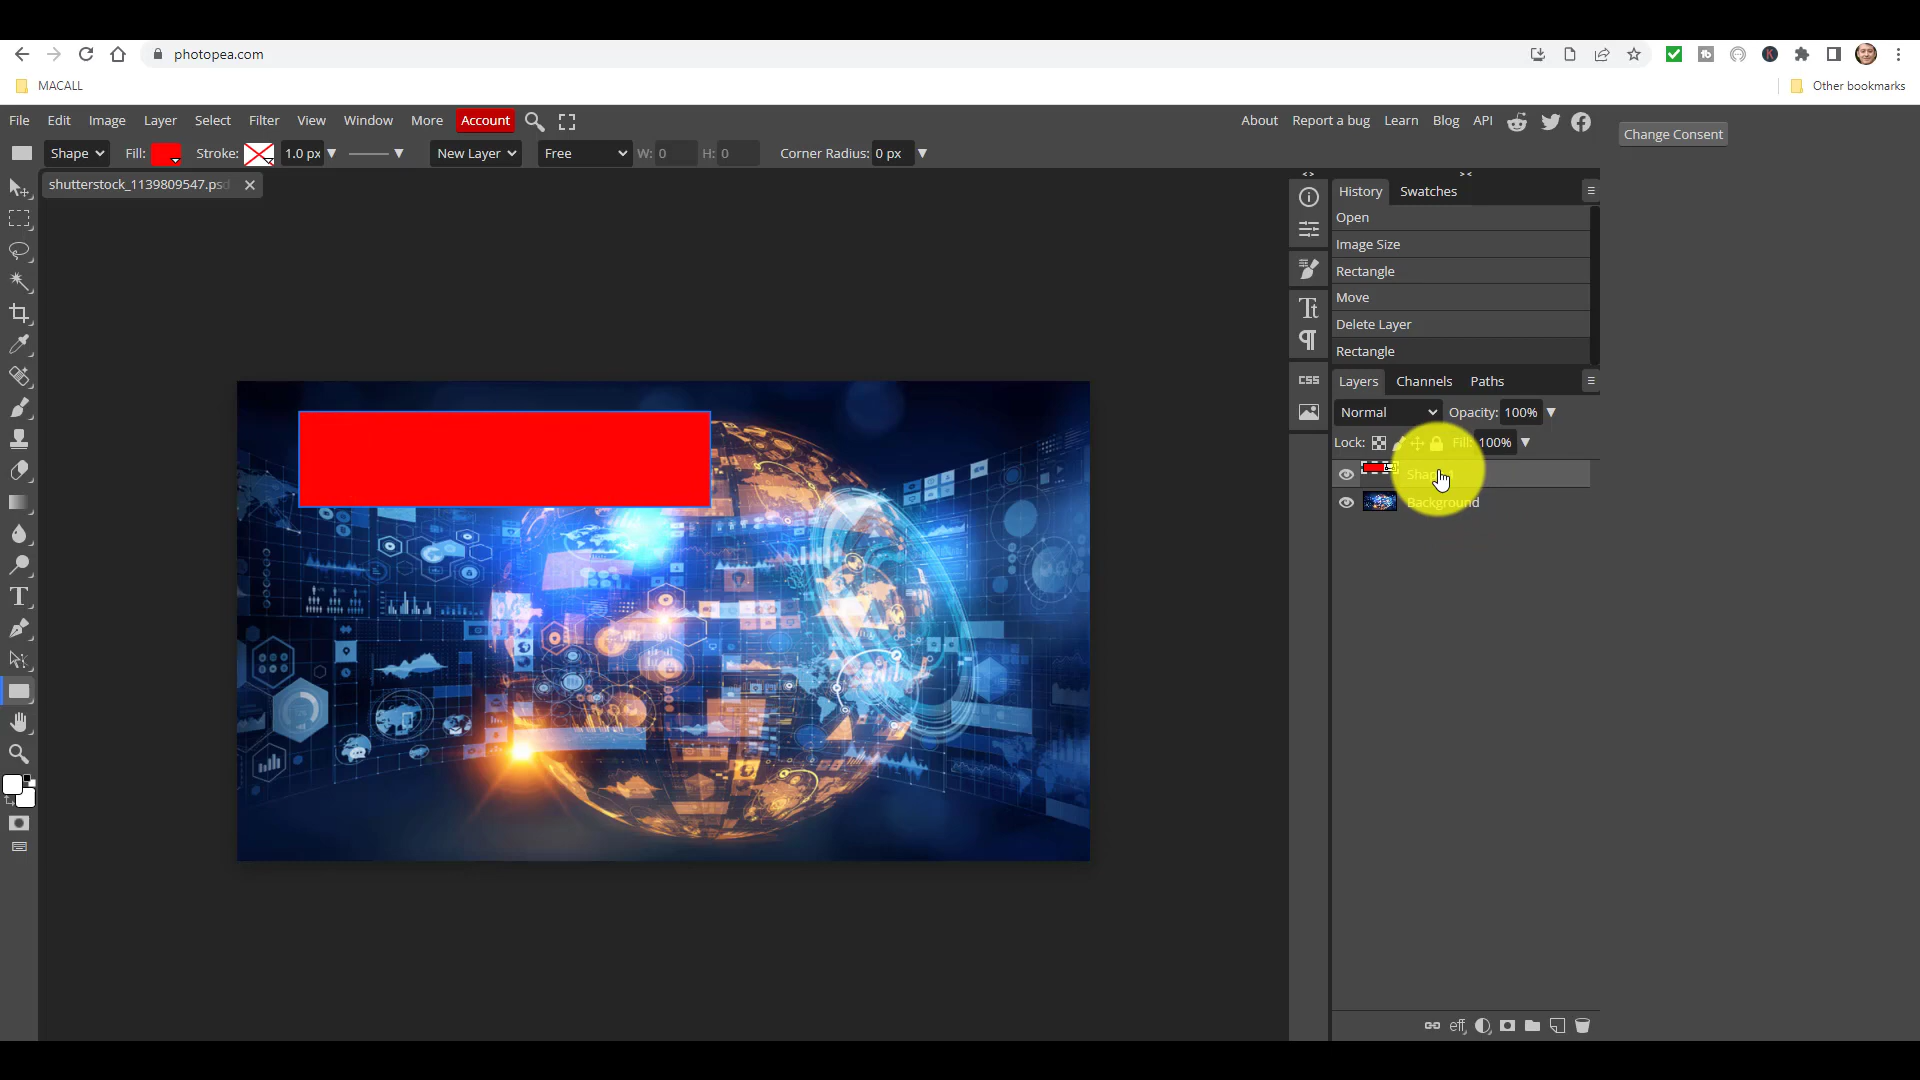 photopea.com
MACALL
Other bookmarks
File Edit Image Layer Select Filter View Window More Account
About Report a bug Learn Blog API
Change Consent
Shape Fill: Stroke: 1.0 px New Layer Free W: 0 H: 0 Corner Radius: 0 px
shutterstock_1139809547.psd
History Swatches
Open
Image Size
Rectangle
Move
Delete Layer
Rectangle
CSS
Layers Channels Paths
Normal Opacity: 100%
Lock: Fill: 100%
Background
eff